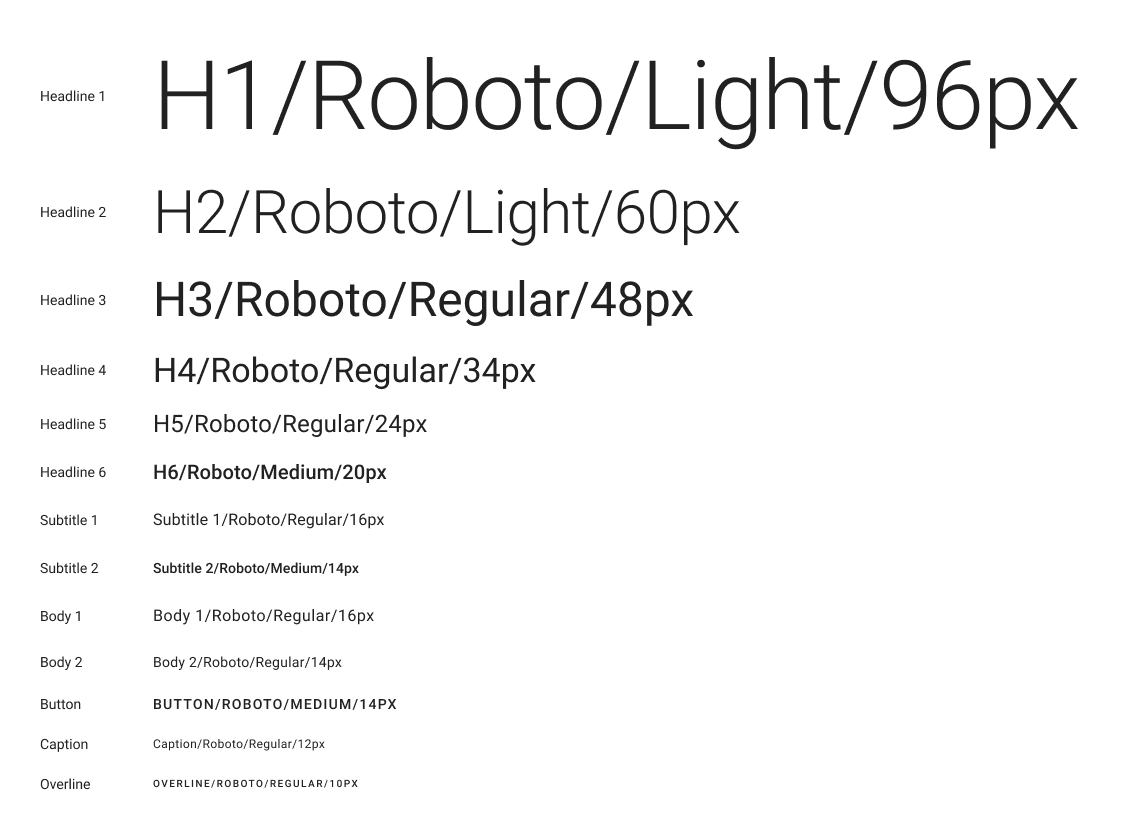 Headline 1 H1/Roboto/Light/96px
Headline 2 H2/Roboto/Light/60px
Headline 3 H3/Roboto/Regular/48px
Headline 4 H4/Roboto/Regular/34px
Headline 5 H5/Roboto/Regular/24px
Headline 6 H6/Roboto/Medium/20px
Subtitle 1 Subtitle 1/Roboto/Regular/16px
Subtitle 2 Subtitle 2/Roboto/Medium/14px
Body 1 Body 1/Roboto/Regular/16px
Body 2 Body 2/Roboto/Regular/14px
Button BUTTON/ROBOTO/MEDIUM/14PX
Caption Caption/Roboto/Regular/12px
Overline OVERLINE/ROBOTO/REGULAR/10PX